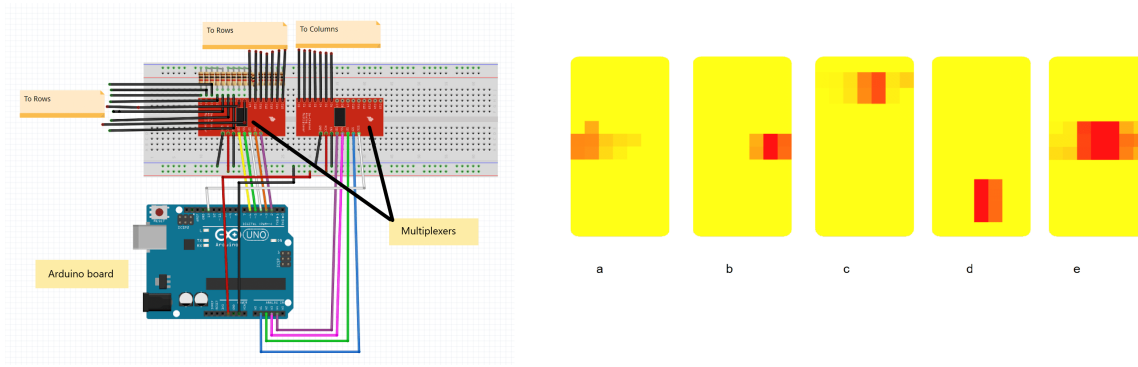 To Rows
To Columns
To Rows
Multiplexers
Arduino board
UNO
a
b
c
d
e